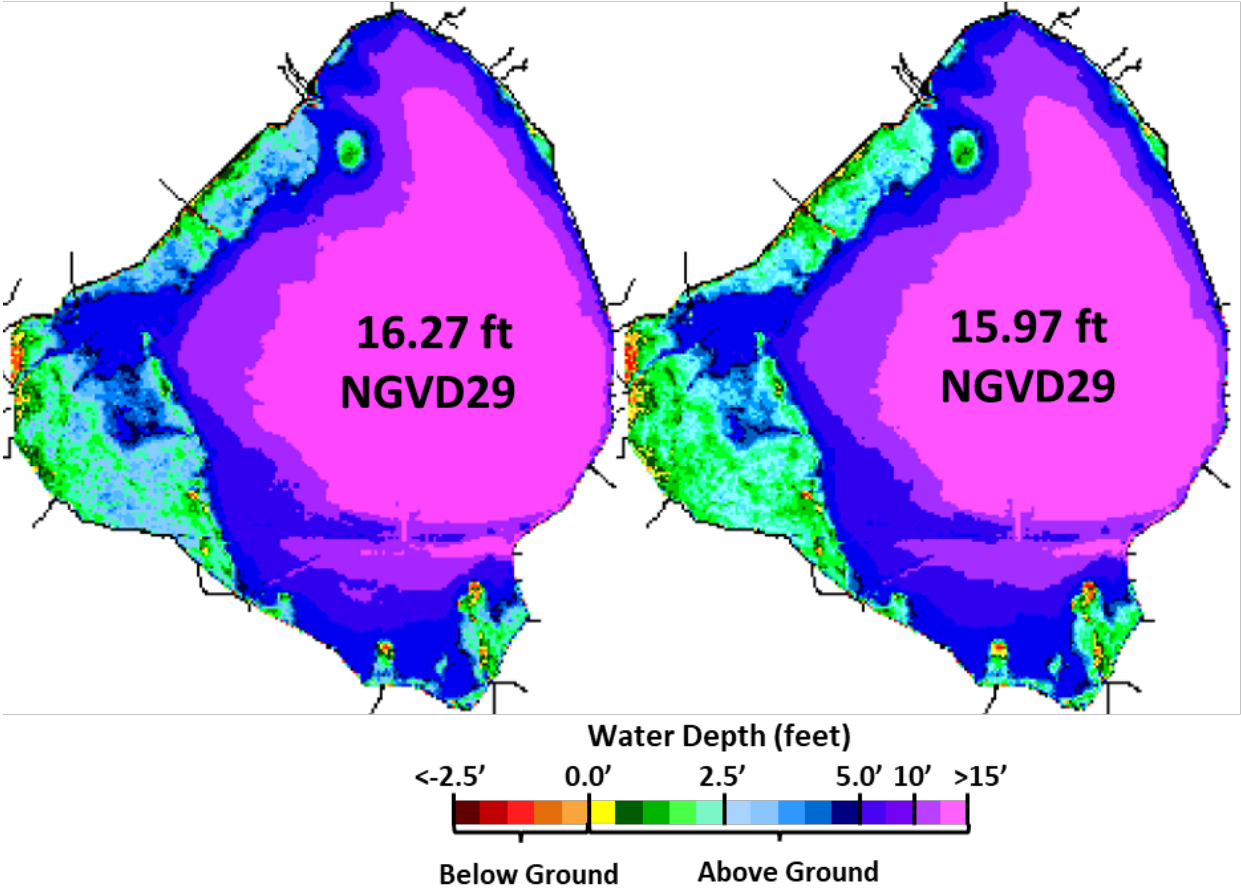 16.27 ft
NGVD29
15.97 ft
NGVD29
Water Depth (feet)
<-2.5’ 0.0’ 2.5’ 5.0’ 10’ >15’
Below Ground Above Ground